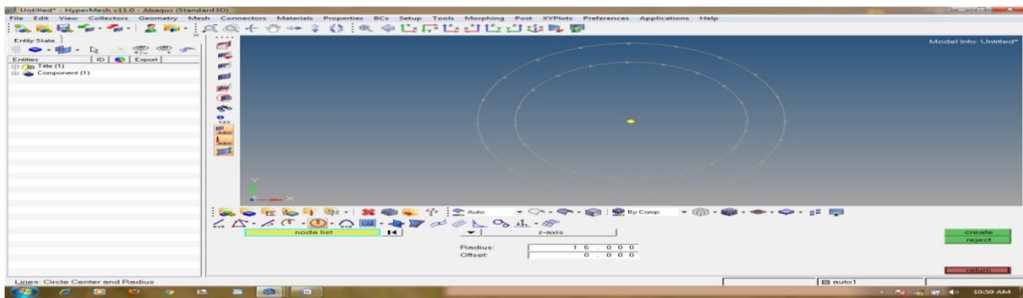 Untitled* - HyperMesh v11.0 - Abaqus (Standard3D)
File Edit View Collectors Geometry Mesh Connectors Materials Properties BCs Setup Tools Morphing Post XYPlots Preferences Applications Help
Entity State
Entities ID Export
Title (1)
Component (1)
Model Info: Untitled*
123
Y
X
Auto By Comp
node list z-axis create
reject
Radius: 16.000
Offset: 0.000
return
Lines: Circle Center and Radius auto1
10:59 AM